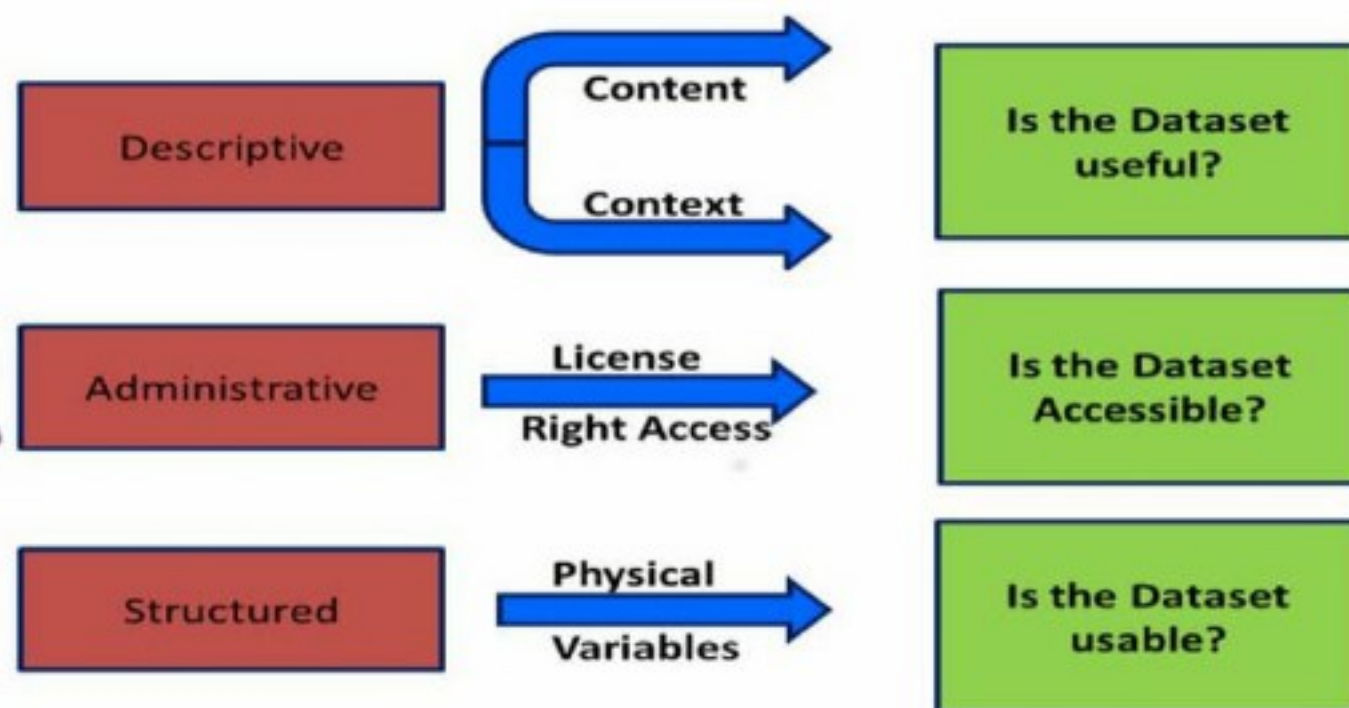 Descriptive
Content
Context
Is the Dataset
useful?
Administrative
License
Right Access
Is the Dataset
Accessible?
Structured
Physical
Variables
Is the Dataset
usable?